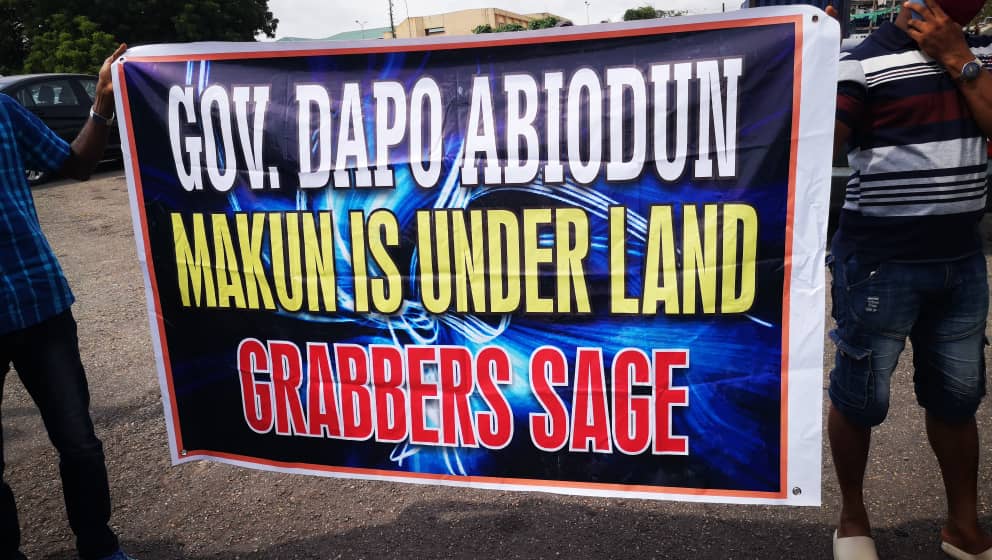 GOV. DAPO ABIODUN
MAKUN IS UNDER LAND
GRABBERS SAGE